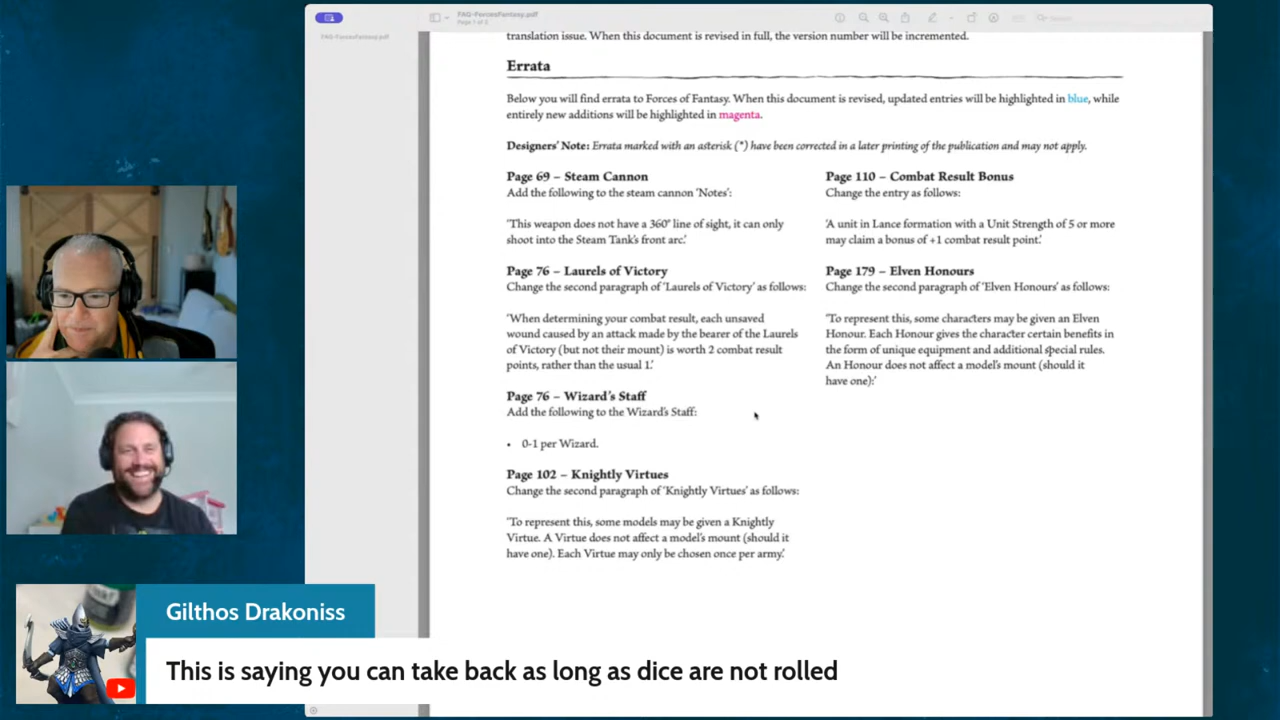 FAQ-ForcesFantasy.pdf
Page 1 of 5
FAQ-ForcesFantasy.pdf
translation issue. When this document is revised in full, the version number will be incremented.
Errata
Below you will find errata to Forces of Fantasy. When this document is revised, updated entries will be highlighted in blue, while
entirely new additions will be highlighted in magenta.
Designers' Note: Errata marked with an asterisk (*) have been corrected in a later printing of the publication and may not apply.
Page 69 – Steam Cannon
Add the following to the steam cannon 'Notes':
'This weapon does not have a 360° line of sight, it can only
shoot into the Steam Tank's front arc.'
Page 76 – Laurels of Victory
Change the second paragraph of 'Laurels of Victory' as follows:
'When determining your combat result, each unsaved
wound caused by an attack made by the bearer of the Laurels
of Victory (but not their mount) is worth 2 combat result
points, rather than the usual 1.'
Page 76 – Wizard's Staff
Add the following to the Wizard's Staff:
• 0-1 per Wizard.
Page 102 – Knightly Virtues
Change the second paragraph of 'Knightly Virtues' as follows:
'To represent this, some models may be given a Knightly
Virtue. A Virtue does not affect a model's mount (should it
have one). Each Virtue may only be chosen once per army.'
Page 110 – Combat Result Bonus
Change the entry as follows:
'A unit in Lance formation with a Unit Strength of 5 or more
may claim a bonus of +1 combat result point.'
Page 179 – Elven Honours
Change the second paragraph of 'Elven Honours' as follows:
'To represent this, some characters may be given an Elven
Honour. Each Honour gives the character certain benefits in
the form of unique equipment and additional special rules.
An Honour does not affect a model's mount (should it
have one):'
Gilthos Drakoniss
This is saying you can take back as long as dice are not rolled